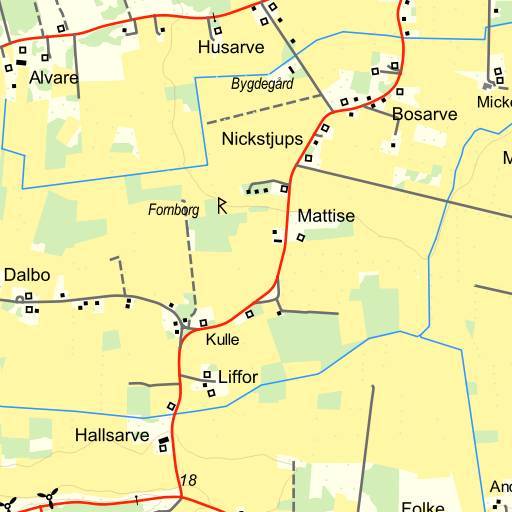 Husarve
Alvare
Bygdegård
Bosarve
Nickstjups
Fornborg
Mattise
Dalbo
Kulle
Liffor
Hallsarve
18
Folke